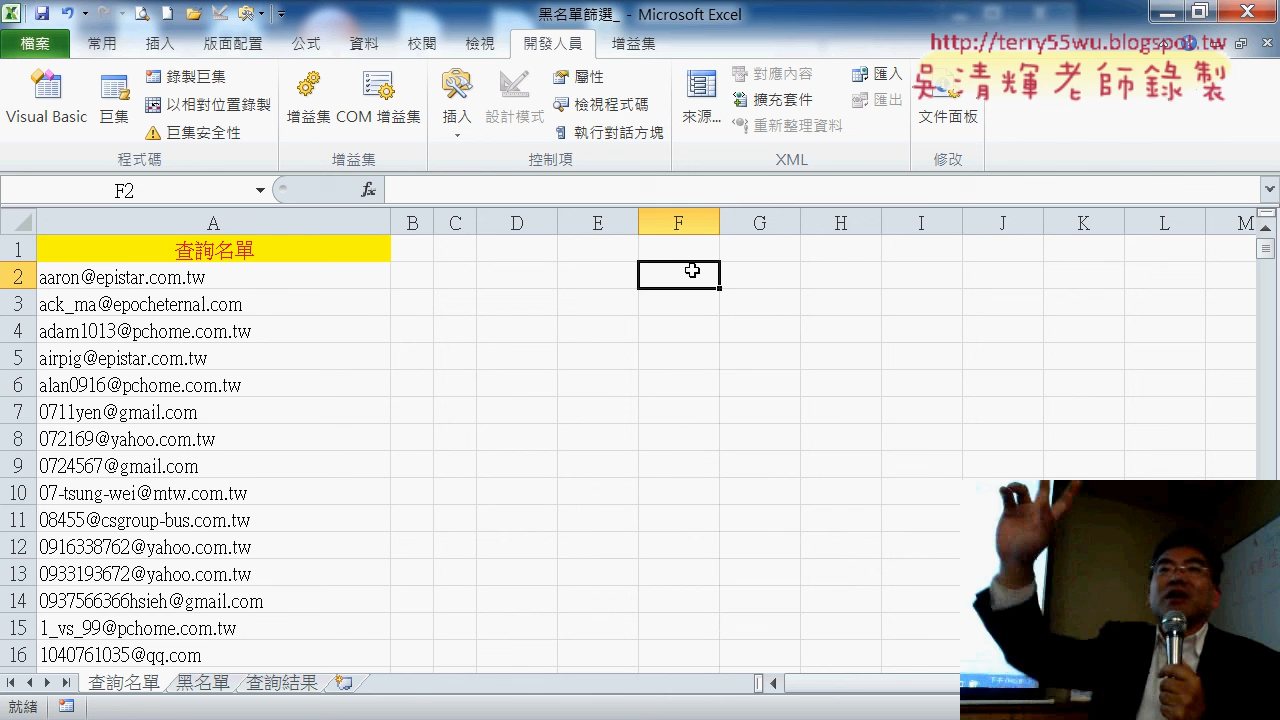 黑名單篩選_ - Microsoft Excel
檔案 常用 插入 版面配置 公式 資料 校閱 檢視 開發人員 增益集
http://terry55wu.blogspot.tw
吳清輝老師錄製
Visual Basic 巨集 錄製巨集 以相對位置錄製 巨集安全性 程式碼
增益集 COM 增益集 增益集
插入 設計模式 屬性 檢視程式碼 執行對話方塊 控制項
來源... 對應內容 擴充套件 重新整理資料 匯入 匯出 XML
文件面板 修改
F2 fx
A B C D E F G H I J K L M
1 查詢名單
2 aaron@epistar.com.tw
3 ack_ma@epocheternal.com
4 adam1013@pchome.com.tw
5 airpig@epistar.com.tw
6 alan0916@pchome.com.tw
7 0711yen@gmail.com
8 072169@yahoo.com.tw
9 0724567@gmail.com
10 07-tsung-wei@mtw.com.tw
11 08455@csgroup-bus.com.tw
12 0916338762@yahoo.com.tw
13 0933193672@yahoo.com.tw
14 0937566366hsieh@gmail.com
15 1_vs_99@pchome.com.tw
16 1040761035@qq.com
查詢名單 黑名單 查詢結果
就緒